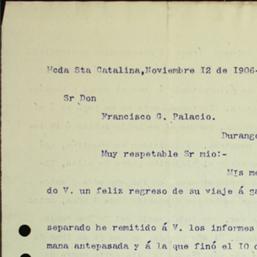 Hcda Sta Catalina,Noviembre 12 de 1906-
Sr Don
Francisco G. Palacio.
Durango
Muy respetable Sr mio:-
Mis me
do V. un feliz regreso de su viaje á
separado he remitido á V. los informes
mana antepasada y á la que finó el 10